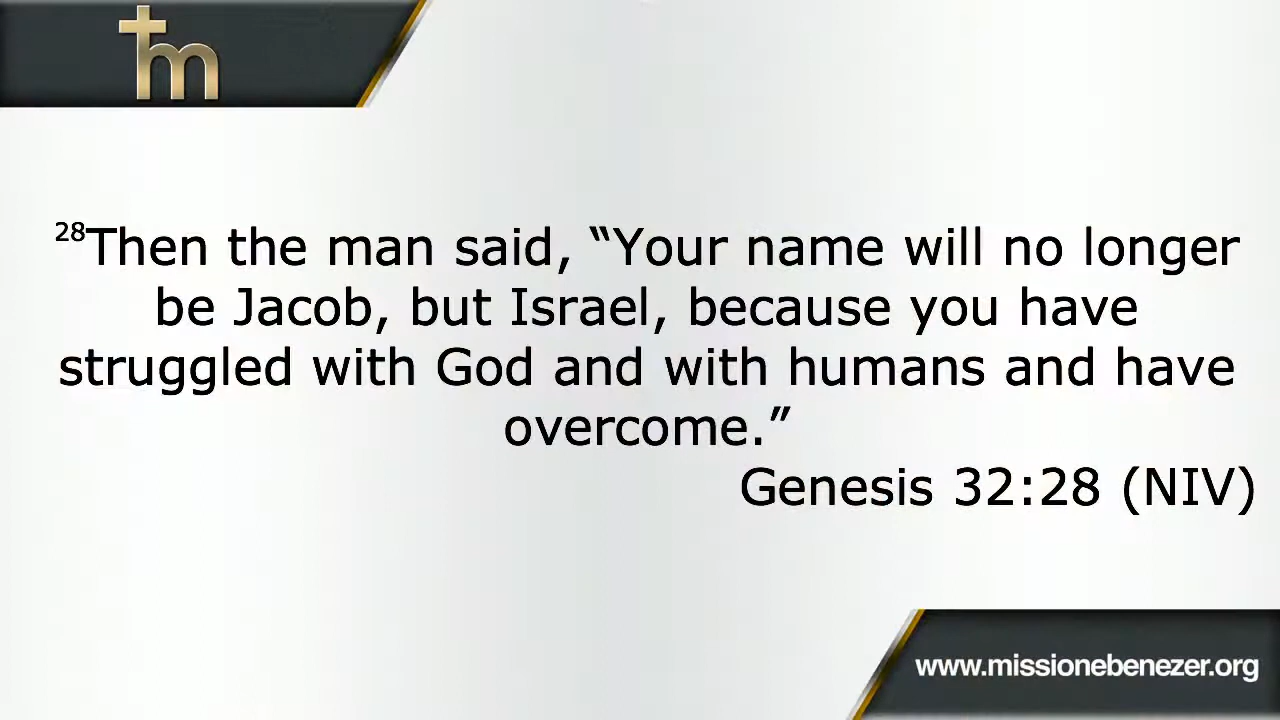 m
28Then the man said, “Your name will no longer
be Jacob, but Israel, because you have
struggled with God and with humans and have
overcome.”
Genesis 32:28 (NIV)
www.missionebenezer.org